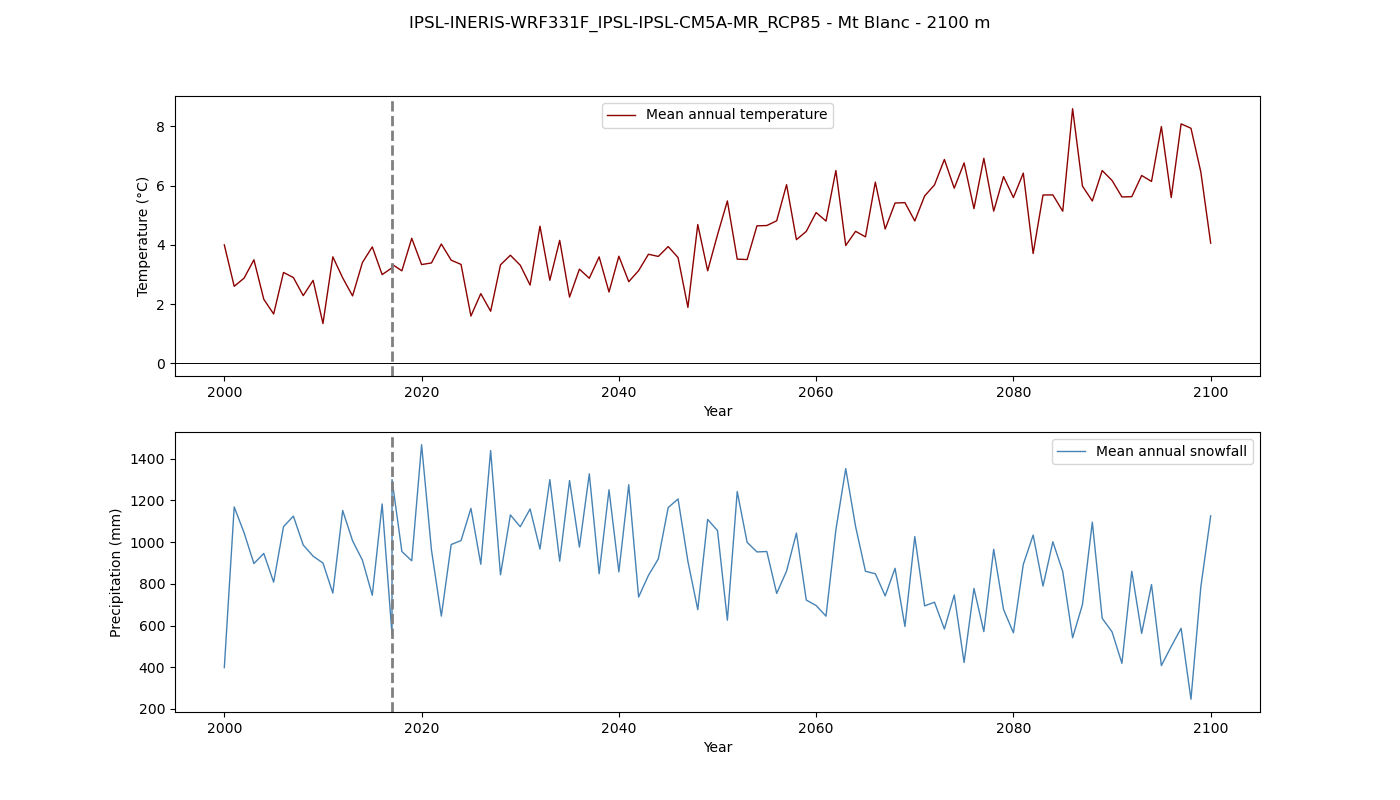 IPSL-INERIS-WRF331F_IPSL-IPSL-CM5A-MR_RCP85 - Mt Blanc - 2100 m
Mean annual temperature
Temperature (°C)
8
6
4
2
0
2000 2020 2040 2060 2080 2100
Year
Mean annual snowfall
Precipitation (mm)
1400
1200
1000
800
600
400
200
2000 2020 2040 2060 2080 2100
Year